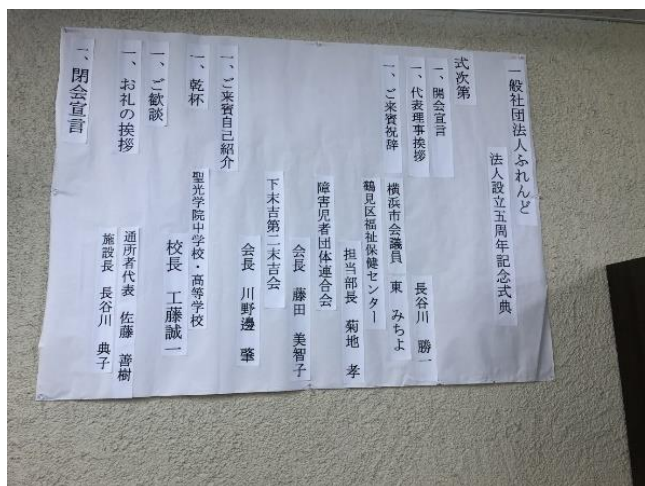 一般社団法人ふれんど
法人設立五周年記念式典
式次第
一、開会宣言
一、代表理事挨拶
長谷川 勝一
一、ご来賓祝辞
横浜市会議員 東 みちよ
鶴見区福祉保健センター
担当部長 菊地 孝
障害児者団体連合会
会長 藤田 美智子
下末吉第二末吉会
会長 川野邊 肇
一、ご来賓自己紹介
一、乾杯
聖光学院中学校・高等学校
校長 工藤誠一
一、ご歓談
一、お礼の挨拶
通所者代表 佐藤 善樹
施設長 長谷川 典子
一、閉会宣言